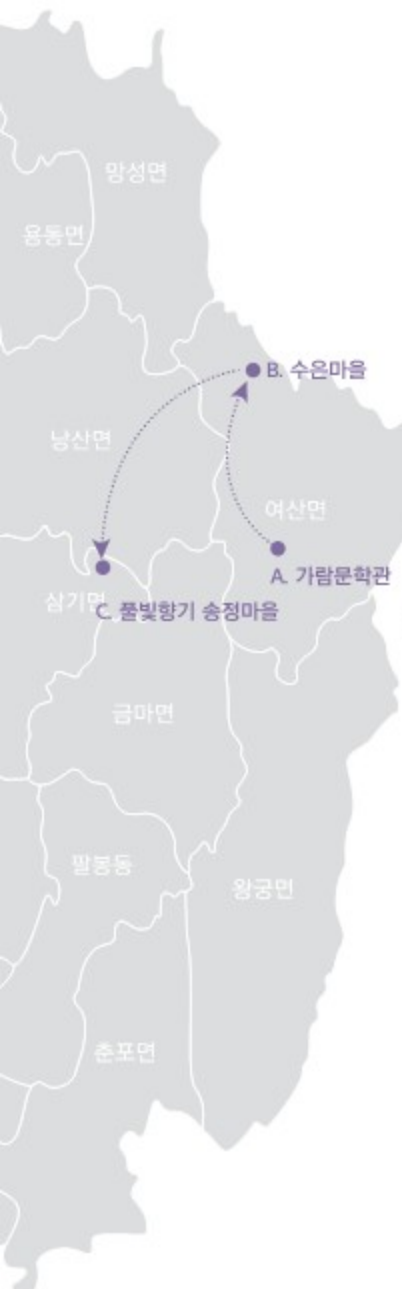 망성면
용동면
B. 수은마을
낭산면
여산면
A. 가람문학관
삼기면
C. 풀빛향기 송정마을
금마면
팔봉동
왕궁면
춘포면